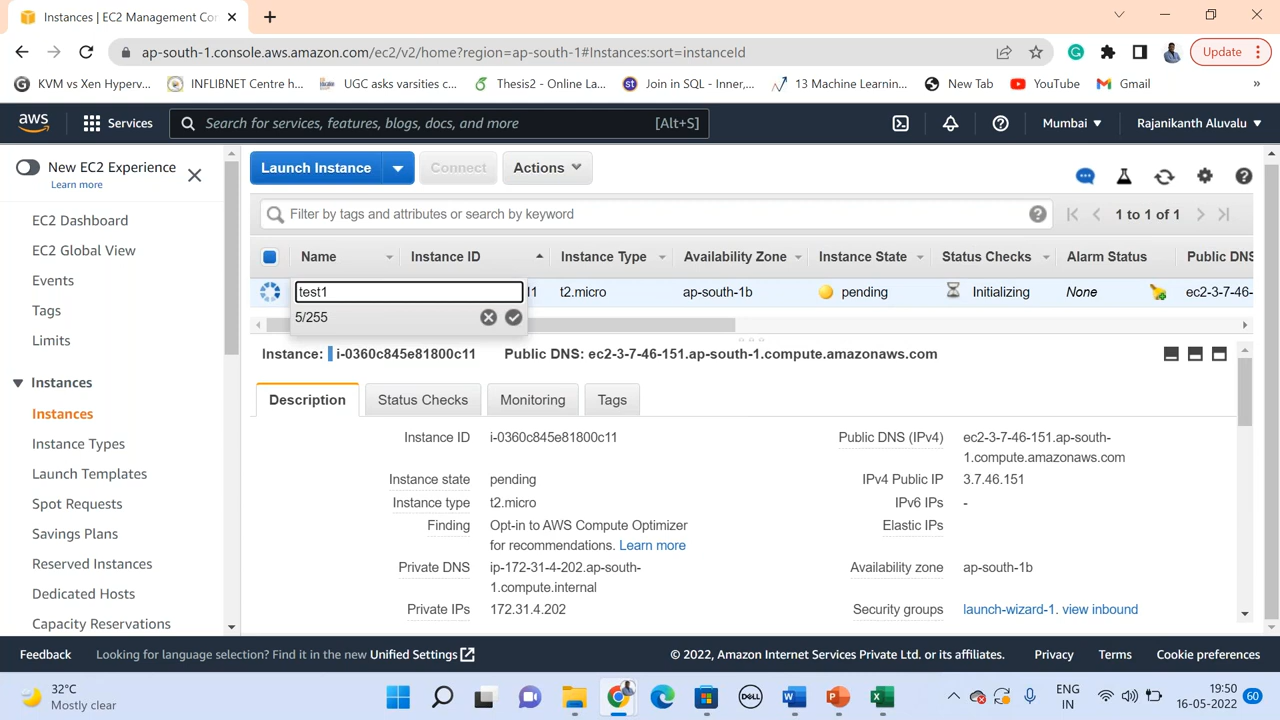 Instances | EC2 Management Con
ap-south-1.console.aws.amazon.com/ec2/v2/home?region=ap-south-1#Instances:sort=instanceId
Update
KVM vs Xen Hyperv...
INFLIBNET Centre h...
UGC asks varsities c...
Thesis2 - Online La...
Join in SQL - Inner,...
13 Machine Learnin...
New Tab
YouTube
Gmail
»
aws
Services
Search for services, features, blogs, docs, and more
[Alt+S]
Mumbai
Rajanikanth Aluvalu
New EC2 Experience
Learn more
EC2 Dashboard
EC2 Global View
Events
Tags
Limits
Instances
Instances
Instance Types
Launch Templates
Spot Requests
Savings Plans
Reserved Instances
Dedicated Hosts
Capacity Reservations
Launch Instance
Connect
Actions
Filter by tags and attributes or search by keyword
1 to 1 of 1
Name Instance ID Instance Type Availability Zone Instance State Status Checks Alarm Status Public DNS
test1 t2.micro ap-south-1b pending Initializing None ec2-3-7-46-
5/255
Instance: i-0360c845e81800c11 Public DNS: ec2-3-7-46-151.ap-south-1.compute.amazonaws.com
Description
Status Checks
Monitoring
Tags
Instance ID i-0360c845e81800c11
Instance state pending
Instance type t2.micro
Finding Opt-in to AWS Compute Optimizer
for recommendations. Learn more
Private DNS ip-172-31-4-202.ap-south-
1.compute.internal
Private IPs 172.31.4.202
Public DNS (IPv4) ec2-3-7-46-151.ap-south-
1.compute.amazonaws.com
IPv4 Public IP 3.7.46.151
IPv6 IPs -
Elastic IPs
Availability zone ap-south-1b
Security groups launch-wizard-1. view inbound
Feedback
Looking for language selection? Find it in the new Unified Settings
© 2022, Amazon Internet Services Private Ltd. or its affiliates.
Privacy
Terms
Cookie preferences
32°C
Mostly clear
DELL
ENG
IN
19:50
16-05-2022
60